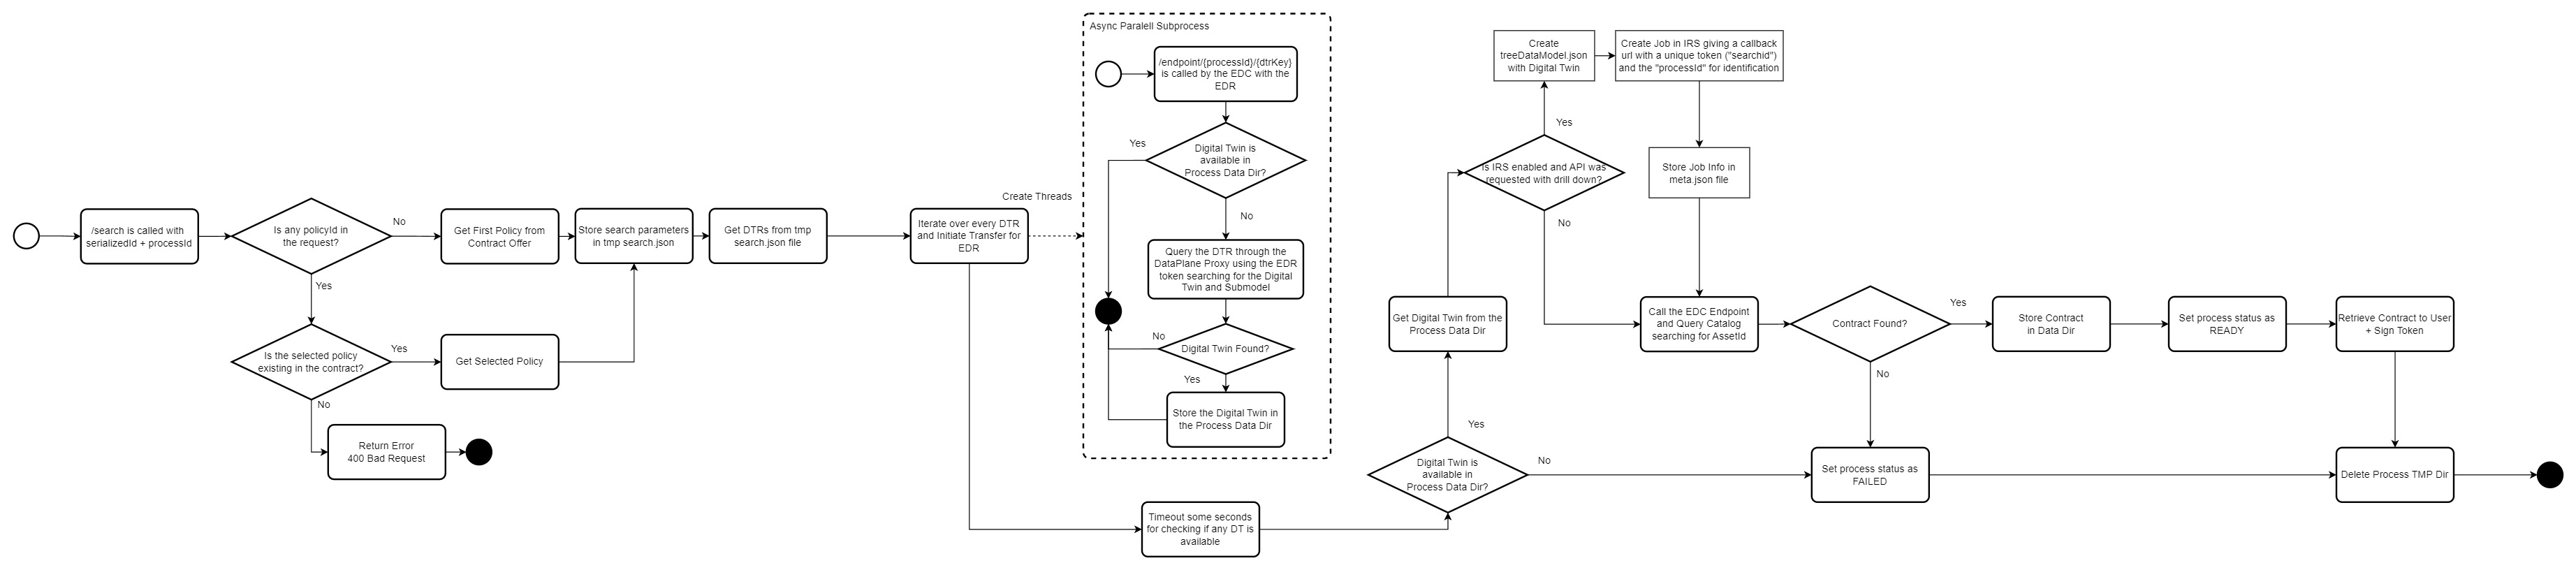 /search is called with
serializedId + processId
Is any policyId in
the request?
No
Yes
Get First Policy from
Contract Offer
Is the selected policy
existing in the contract?
Yes
No
Get Selected Policy
Return Error
400 Bad Request
Store search parameters
in tmp search.json
Get DTRs from tmp
search.json file
Iterate over every DTR
and Initiate Transfer for
EDR
Create Threads
Async Paralell Subprocess
/endpoint/{processId}/{dtrKey}
is called by the EDC with the
EDR
Yes
Digital Twin is
available in
Process Data Dir?
No
Query the DTR through the
DataPlane Proxy using the EDR
token searching for the Digital
Twin and Submodel
No
Digital Twin Found?
Yes
Store the Digital Twin in
the Process Data Dir
Timeout some seconds
for checking if any DT is
available
Digital Twin is
available in
Process Data Dir?
Yes
No
Get Digital Twin from the
Process Data Dir
Is IRS enabled and API was
requested with drill down?
Yes
No
Create
treeDataModel.json
with Digital Twin
Create Job in IRS giving a callback
url with a unique token ("searchid")
and the "processId" for identification
Store Job Info in
meta.json file
Call the EDC Endpoint
and Query Catalog
searching for AssetId
Contract Found?
Yes
No
Store Contract
in Data Dir
Set process status as
READY
Retrieve Contract to User
+ Sign Token
Set process status as
FAILED
Delete Process TMP Dir